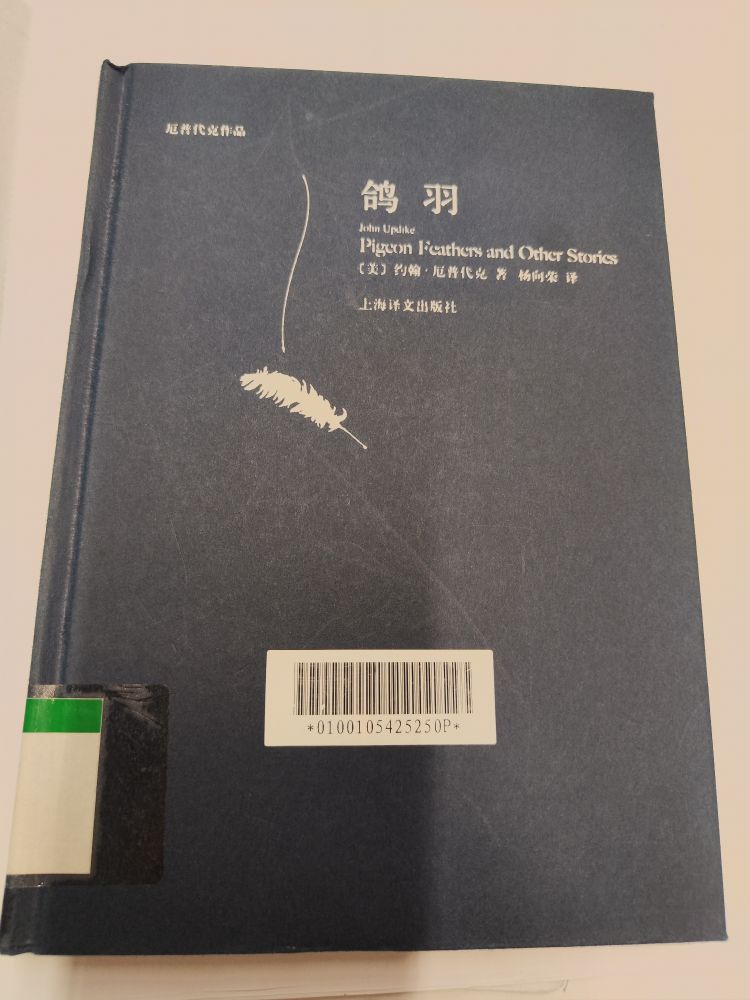 厄普代克作品
鸽羽
John Updike
Pigeon Feathers and Other Stories
〔美〕约翰·厄普代克 著 杨向荣 译
上海译文出版社
*0100105425250P*